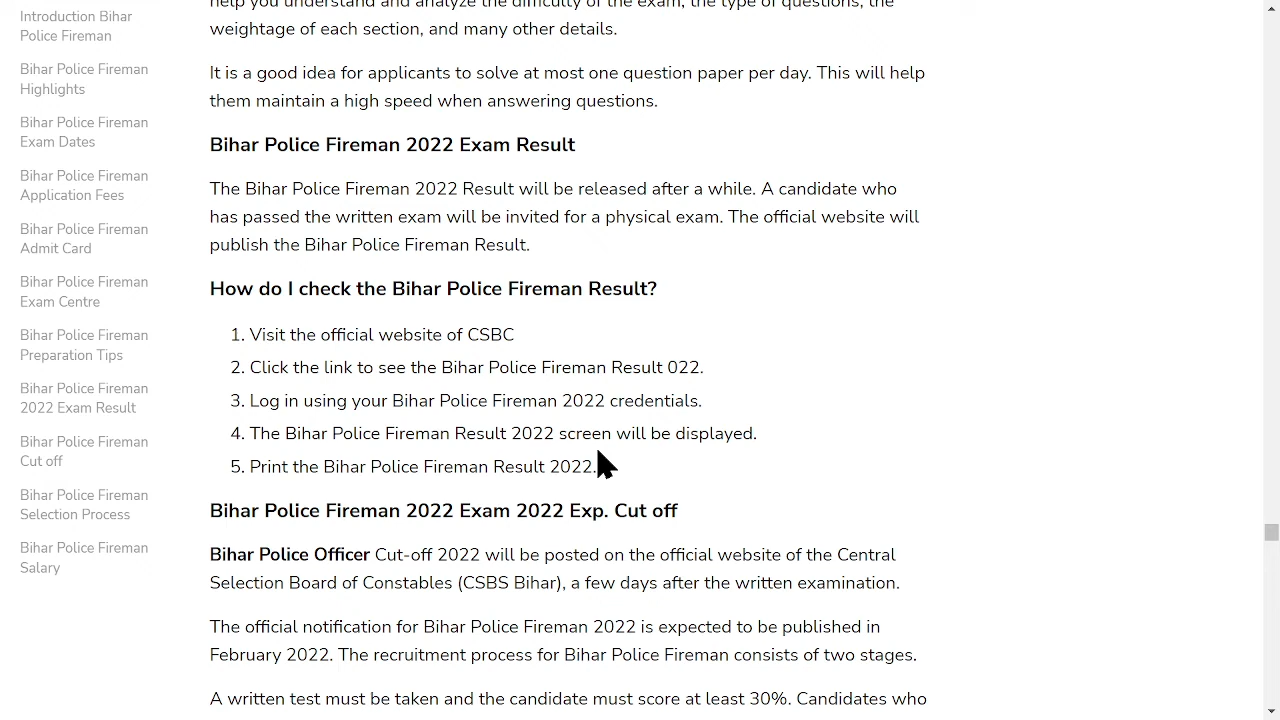 Introduction Bihar
Police Fireman
Bihar Police Fireman
Highlights
Bihar Police Fireman
Exam Dates
Bihar Police Fireman
Application Fees
Bihar Police Fireman
Admit Card
Bihar Police Fireman
Exam Centre
Bihar Police Fireman
Preparation Tips
Bihar Police Fireman
2022 Exam Result
Bihar Police Fireman
Cut off
Bihar Police Fireman
Selection Process
Bihar Police Fireman
Salary
help you understand and analyze the difficulty of the exam, the type of questions, the
weightage of each section, and many other details.
It is a good idea for applicants to solve at most one question paper per day. This will help
them maintain a high speed when answering questions.
Bihar Police Fireman 2022 Exam Result
The Bihar Police Fireman 2022 Result will be released after a while. A candidate who
has passed the written exam will be invited for a physical exam. The official website will
publish the Bihar Police Fireman Result.
How do I check the Bihar Police Fireman Result?
1. Visit the official website of CSBC
2. Click the link to see the Bihar Police Fireman Result 022.
3. Log in using your Bihar Police Fireman 2022 credentials.
4. The Bihar Police Fireman Result 2022 screen will be displayed.
5. Print the Bihar Police Fireman Result 2022.
Bihar Police Fireman 2022 Exam 2022 Exp. Cut off
Bihar Police Officer Cut-off 2022 will be posted on the official website of the Central
Selection Board of Constables (CSBS Bihar), a few days after the written examination.
The official notification for Bihar Police Fireman 2022 is expected to be published in
February 2022. The recruitment process for Bihar Police Fireman consists of two stages.
A written test must be taken and the candidate must score at least 30%. Candidates who